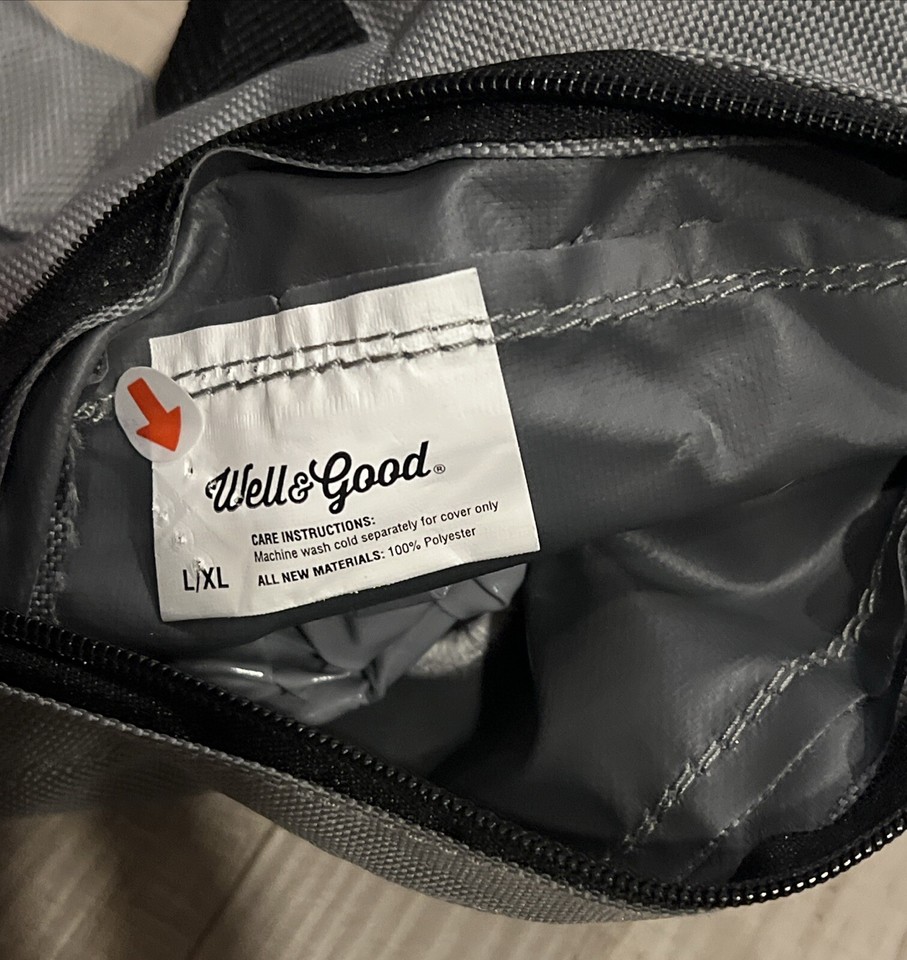 Well&Good®
CARE INSTRUCTIONS:
Machine wash cold separately for cover only
L/XL
ALL NEW MATERIALS: 100% Polyester